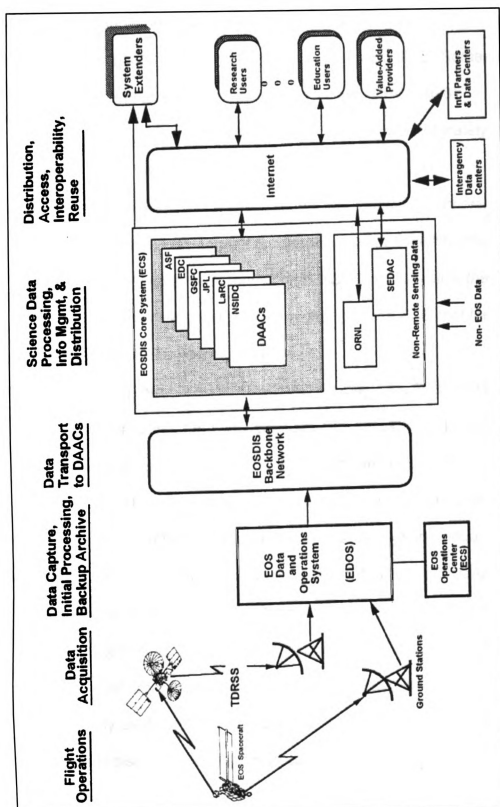 Flight
Operations
Data
Acquisition
Data Capture,
Initial Processing,
Backup Archive
Data
Transport
to DAACs
Science Data
Processing,
Info Mgmt, &
Distribution
Distribution,
Access,
Interoperability,
Reuse
EOS Spacecraft
TDRSS
Ground Stations
EOS
Data
and
Operations
System
(EDOS)
EOS
Operations
Center
(ECS)
EOSDIS
Backbone
Network
EOSDIS Core System (ECS)
ASF
EDC
GSFC
JPL
LaRC
NSIDC
DAACs
ORNL
SEDAC
Non-Remote Sensing Data
Non- EOS Data
Internet
System
Extenders
Research
Users
o o o
Education
Users
Value-Added
Providers
Interagency
Data
Centers
Int'l Partners
& Data Centers